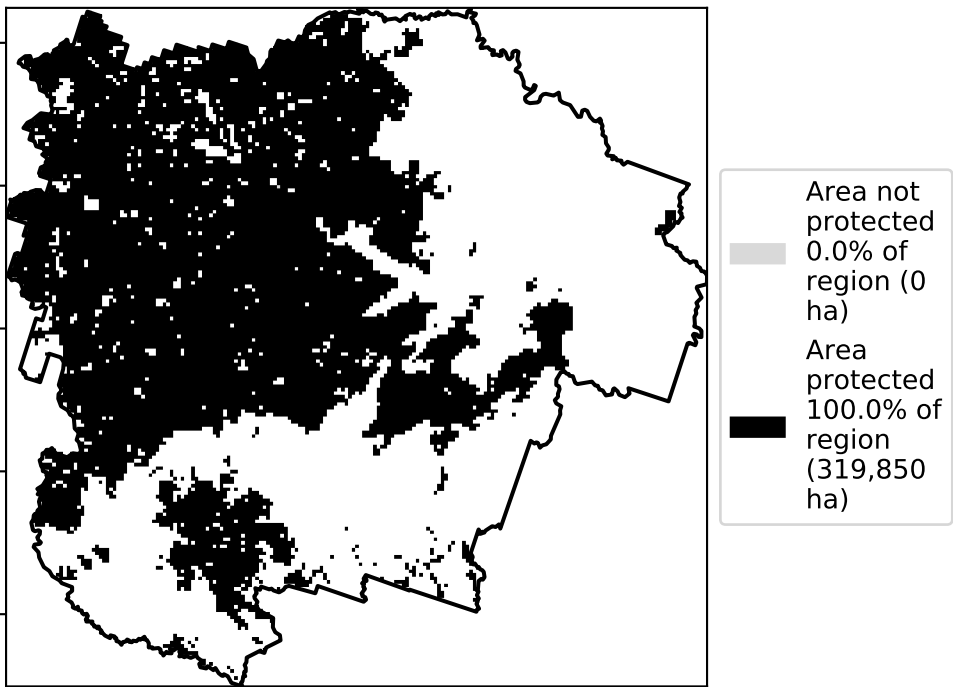 Area not
protected
0.0% of
region (0
ha)
Area
protected
100.0% of
region
(319,850
ha)